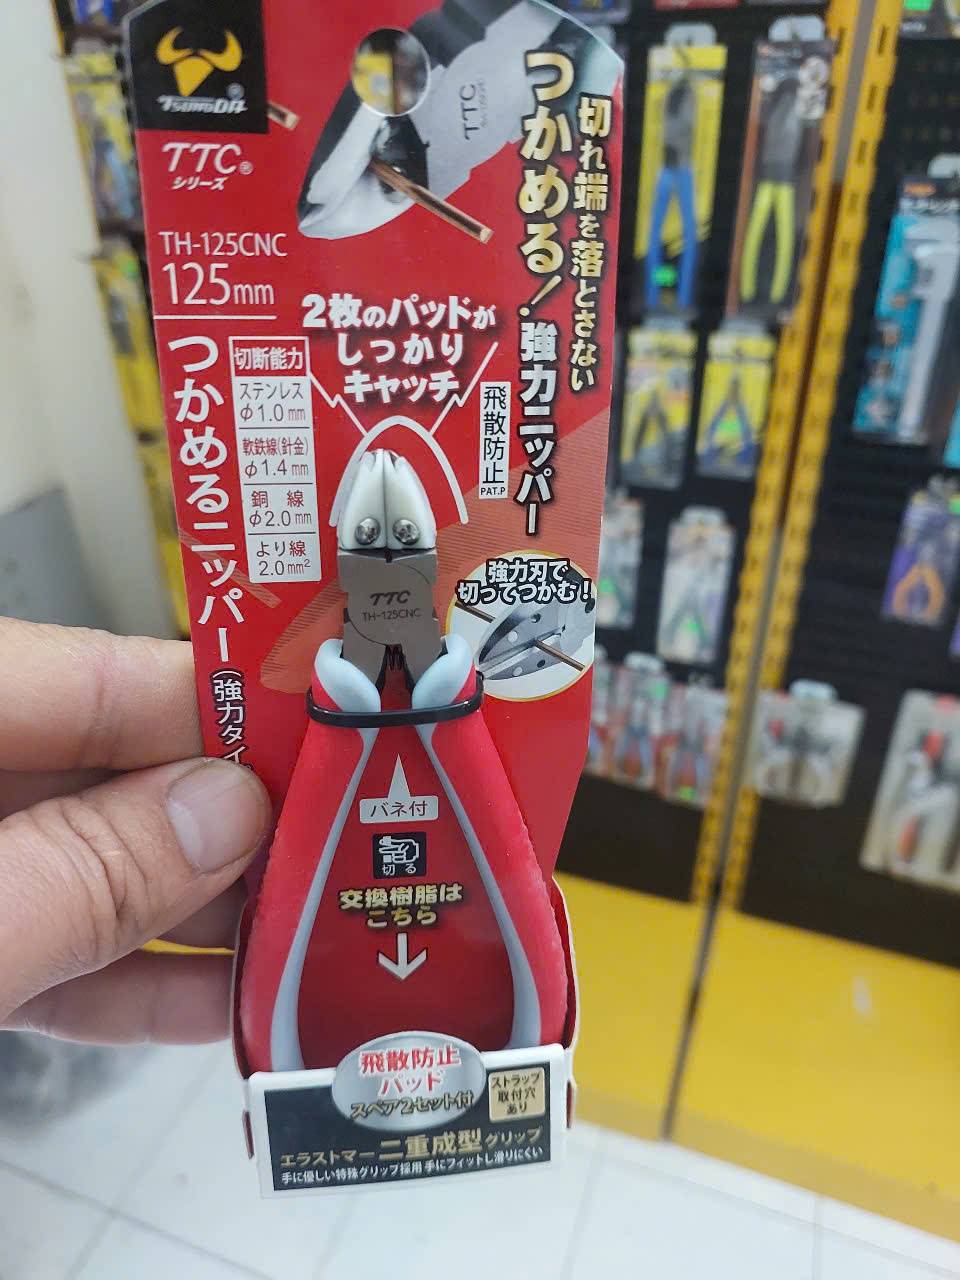 TSUNODA®
TTC®
シリーズ
TH-125CNC
125mm
つかめるニッパー(強力タイ
切断能力
ステンレス
φ1.0mm
軟鉄線(針金)
φ1.4mm
銅 線
φ2.0mm
より線
2.0mm²
TTC
切れ端を落とさない
つかめる!強力ニッパー
2枚のパッドが
しっかり
キャッチ
飛散防止
PAT.P
強力刃で
切ってつかむ!
TTC
TH-125CNC
バネ付
切る
交換樹脂は
こちら
飛散防止
パッド
スペア2セット付
ストラップ
取付穴
あり
エラストマー二重成型グリップ
手に優しい特殊グリップ採用 手にフィットし滑りにくい